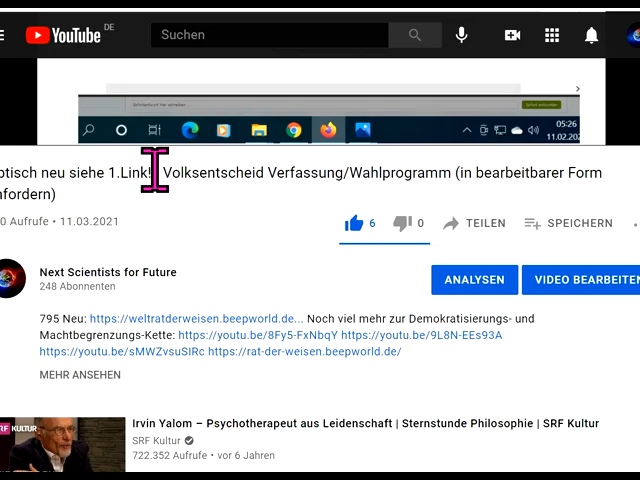 YouTube DE
Suchen
05:26
11.02.202
ptisch neu siehe 1.Link! Volksentscheid Verfassung/Wahlprogramm (in bearbeitbarer Form
nfordern)
0 Aufrufe • 11.03.2021
6
0
TEILEN
SPEICHERN
Next Scientists for Future
248 Abonnenten
ANALYSEN
VIDEO BEARBEITEN
795 Neu: https://weltratderweisen.beepworld.de... Noch viel mehr zur Demokratisierungs- und
Machtbegrenzungs-Kette: https://youtu.be/8Fy5-FxNbqY https://youtu.be/9L8N-EEs93A
https://youtu.be/sMWZvsuSIRc https://rat-der-weisen.beepworld.de/
MEHR ANSEHEN
SRF KULTUR
Irvin Yalom – Psychotherapeut aus Leidenschaft | Sternstunde Philosophie | SRF Kultur
SRF Kultur
722.352 Aufrufe • vor 6 Jahren